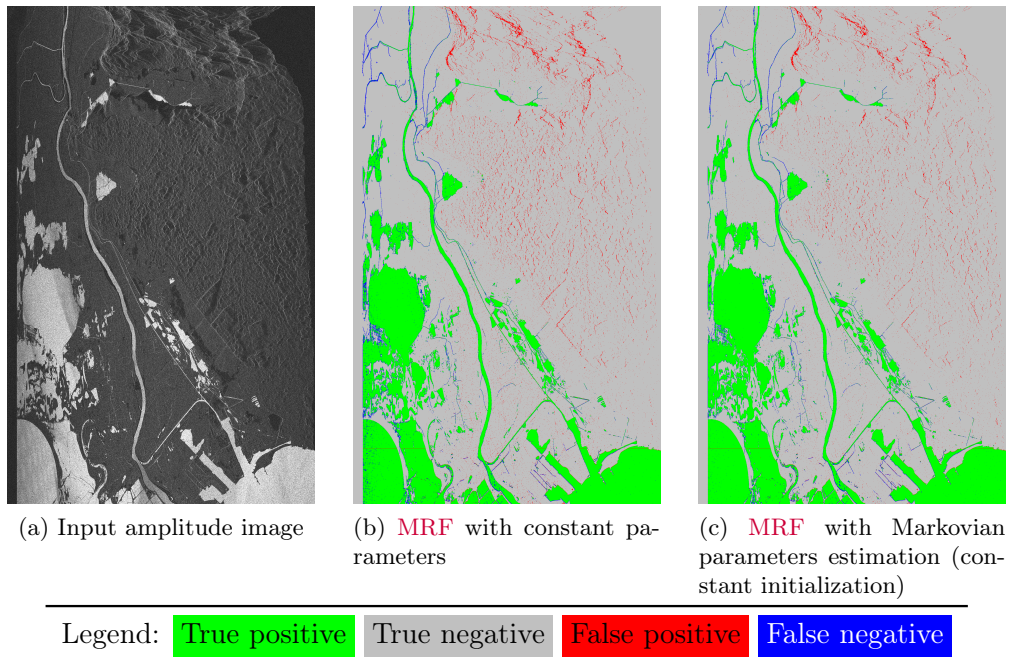 (a) Input amplitude image
(b) MRF with constant pa-
rameters
(c) MRF with Markovian
parameters estimation (con-
stant initialization)
Legend: True positive True negative False positive False negative